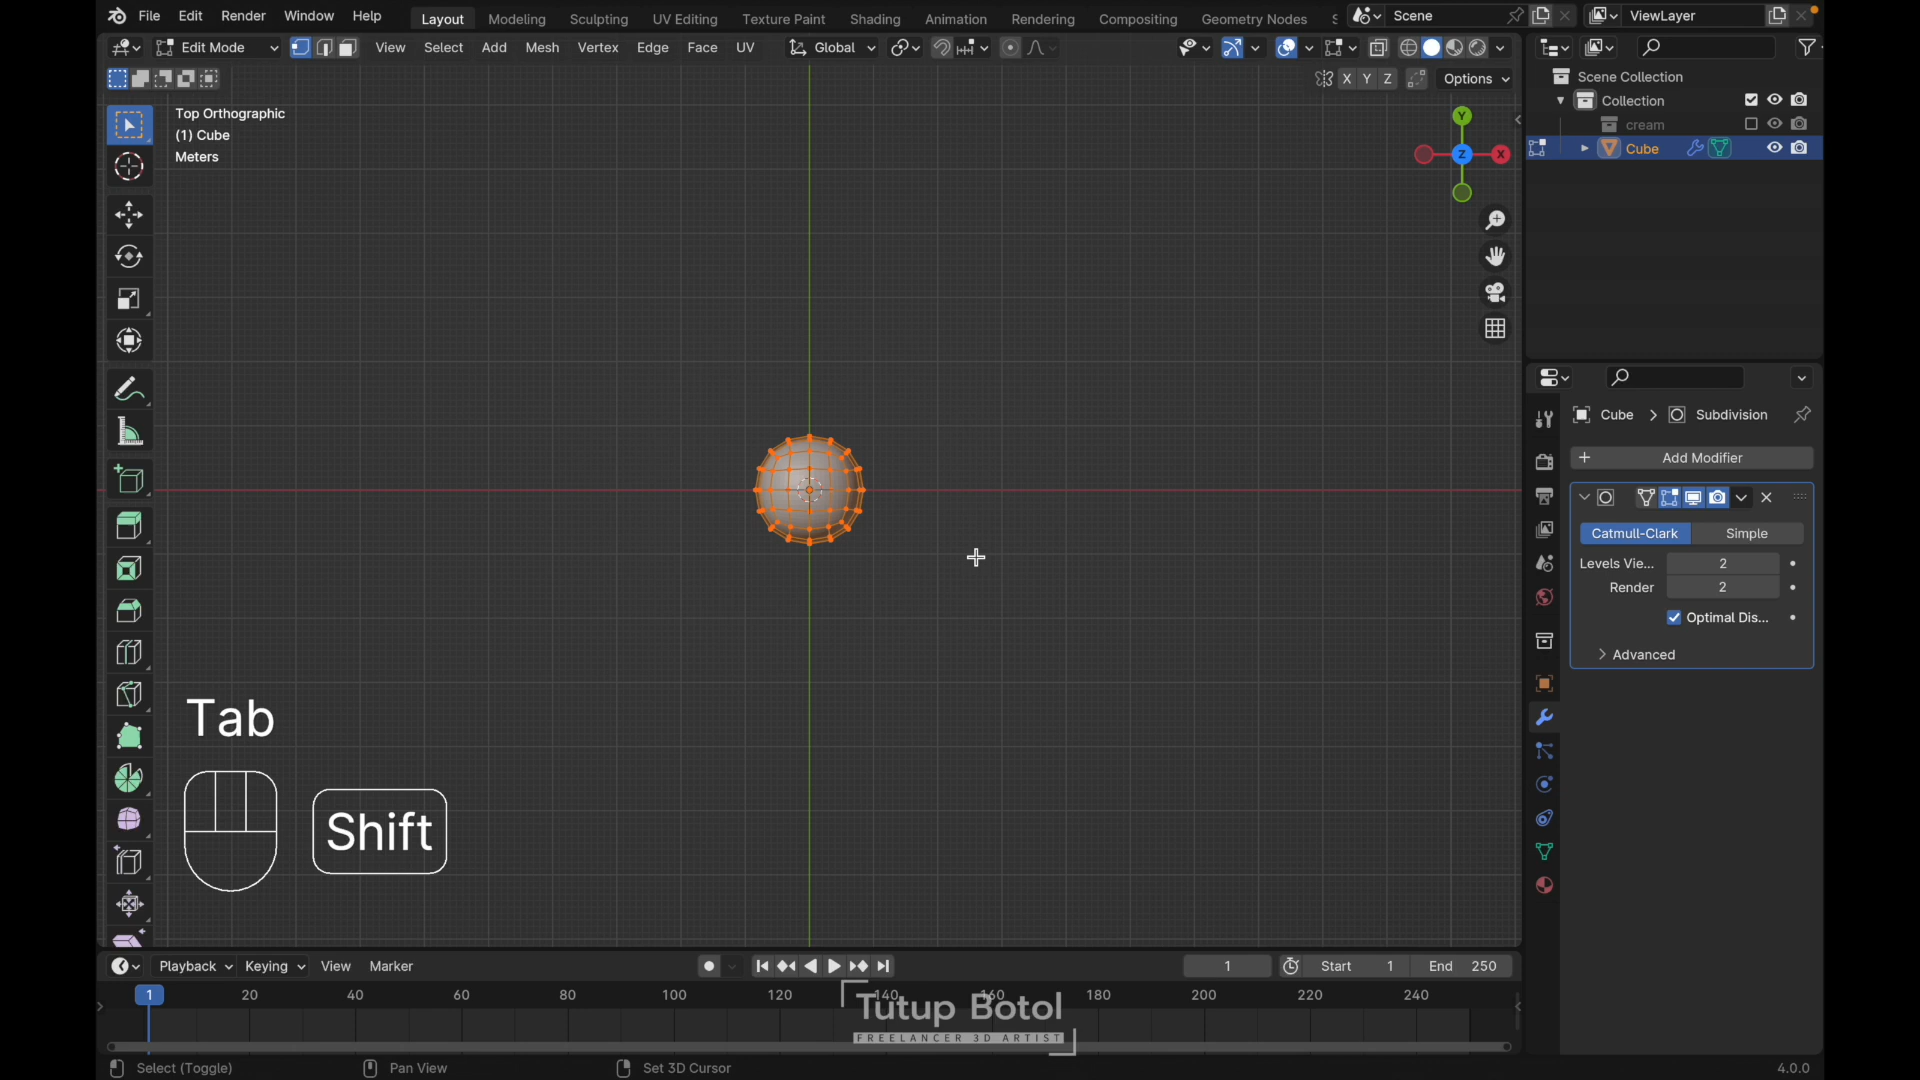 File Edit Render Window Help Layout Modeling Sculpting UV Editing Texture Paint Shading Animation Rendering Compositing Geometry Nodes Scene ViewLayer
Edit Mode View Select Add Mesh Vertex Edge Face UV Global
X Y Z Options
Top Orthographic
(1) Cube
Meters
Y
Z X
Scene Collection
Collection
cream
Cube
Cube > Subdivision
+ Add Modifier
Catmull-Clark Simple
Levels Vie... 2
Render 2
Optimal Dis...
Advanced
Tab
Shift
Playback Keying View Marker 1 Start 1 End 250
1 20 40 60 80 100 120 140 160 180 200 220 240
Tutup Botol
FREELANCER 3D ARTIST
Select (Toggle) Pan View Set 3D Cursor 4.0.0